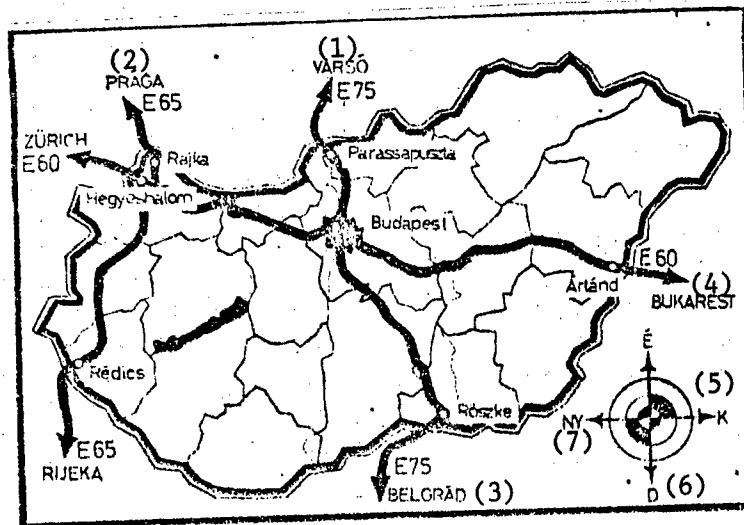 (2)
PRÁGA
E65
(1)
VARSÓ
E75
ZÜRICH
E60
Rajka
Parassapuszta
Hegyeshalom
Budapest
E60
(4)
BUKAREST
Ártánd
É
(5)
K
NY
(7)
D (6)
Rédics
Röszke
E65
RIJEKA
E75
BELGRÁD (3)